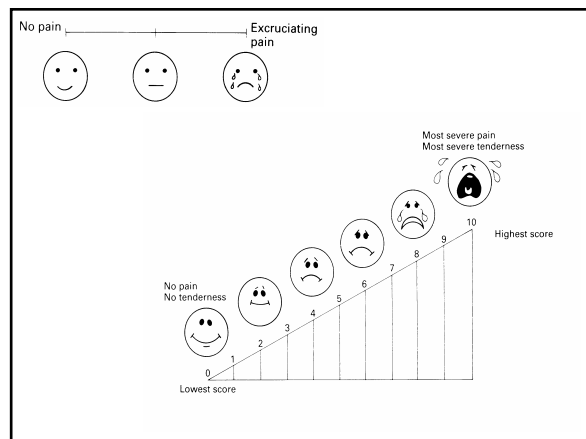 No pain
Excruciating
pain
Most severe pain
Most severe tenderness
10
Highest score
9
8
7
6
5
4
3
2
1
0
No pain
No tenderness
Lowest score